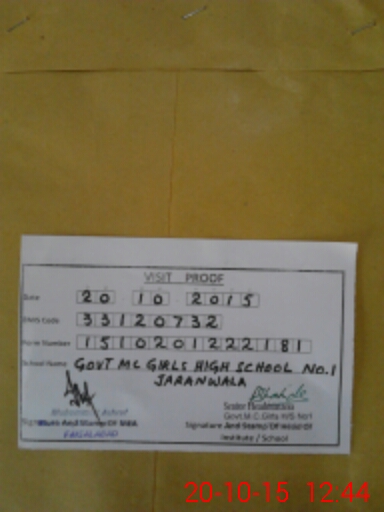 VISIT PROOF
Date 20 10 2015
EMIS Code 33120732
Form Number 1510201222181
School Name GOVT MC GIRLS HIGH SCHOOL NO.1
JARANWALA
Senior Headmistress
Govt M.C.Girls H/S No1
Signature And Stamp Of MEA Signature And Stamp Of Head Of
FAISALABAD Institute / School
20-10-15 12:44